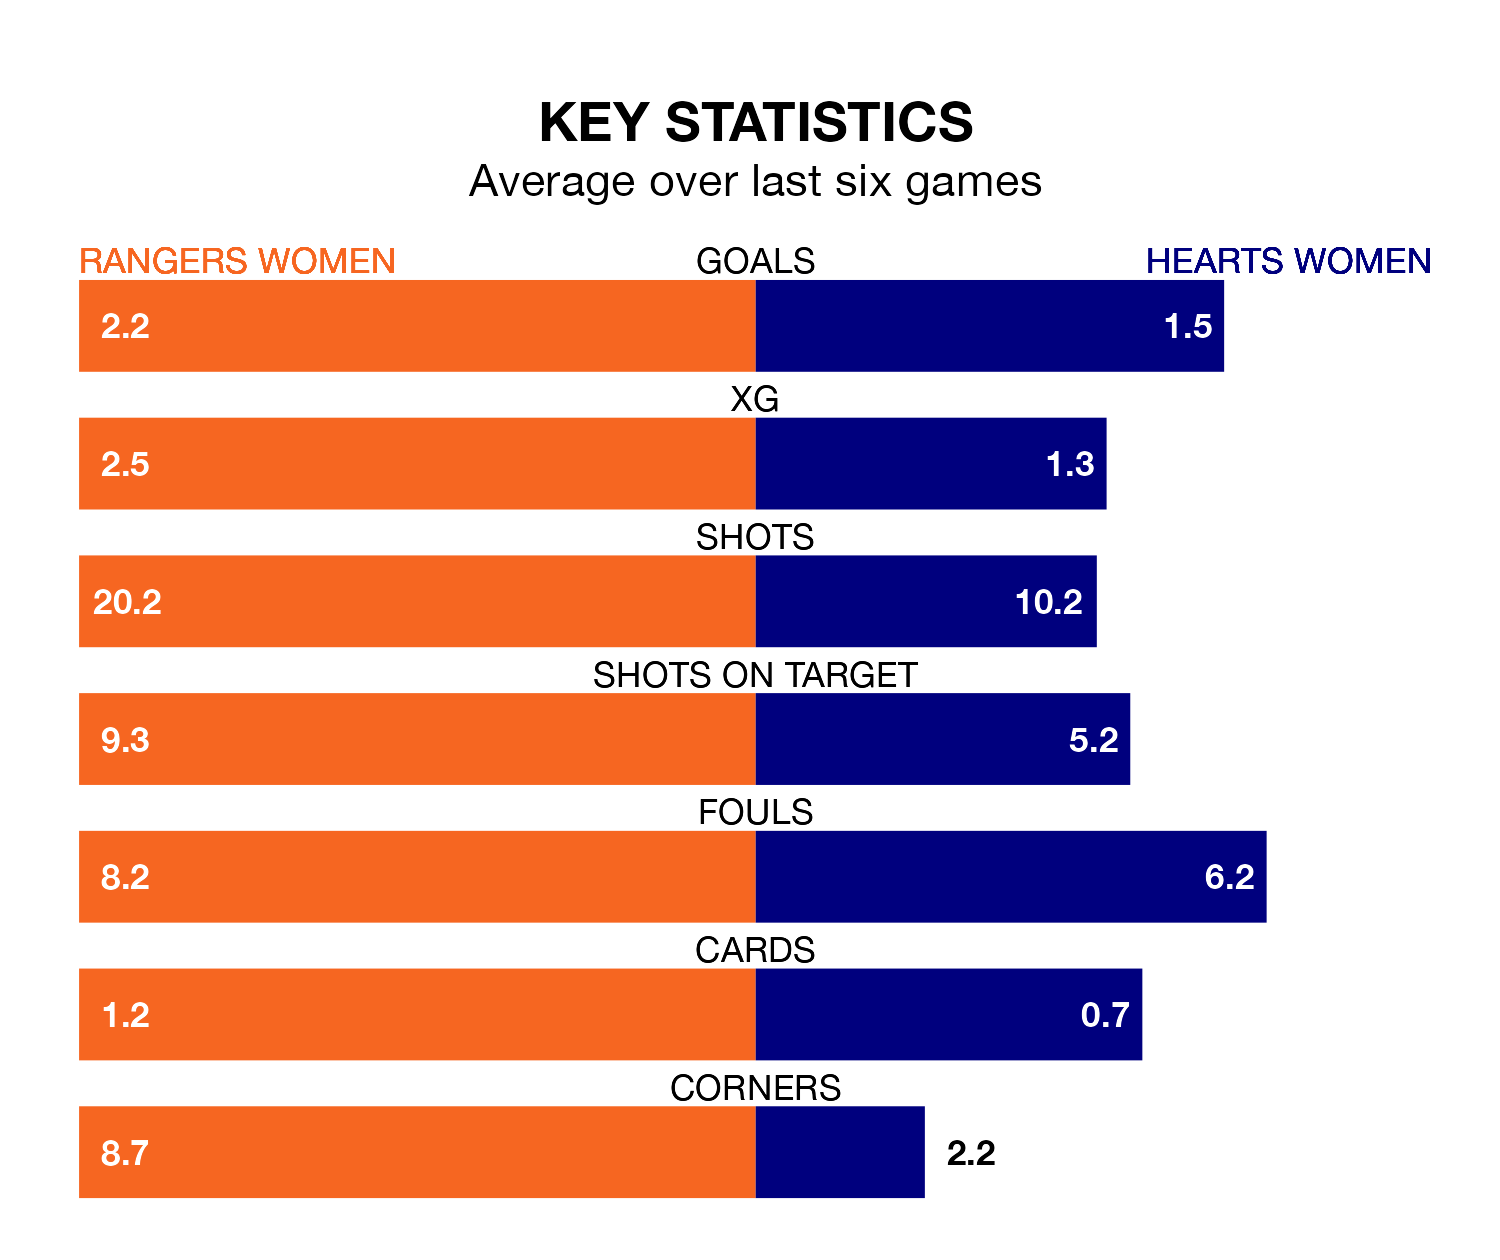 KEY STATISTICS
Average over last six games
RANGERS WOMEN GOALS HEARTS WOMEN
2.2 1.5
XG
2.5 1.3
SHOTS
20.2 10.2
SHOTS ON TARGET
9.3 5.2
FOULS
8.2 6.2
CARDS
1.2 0.7
CORNERS
8.7 2.2